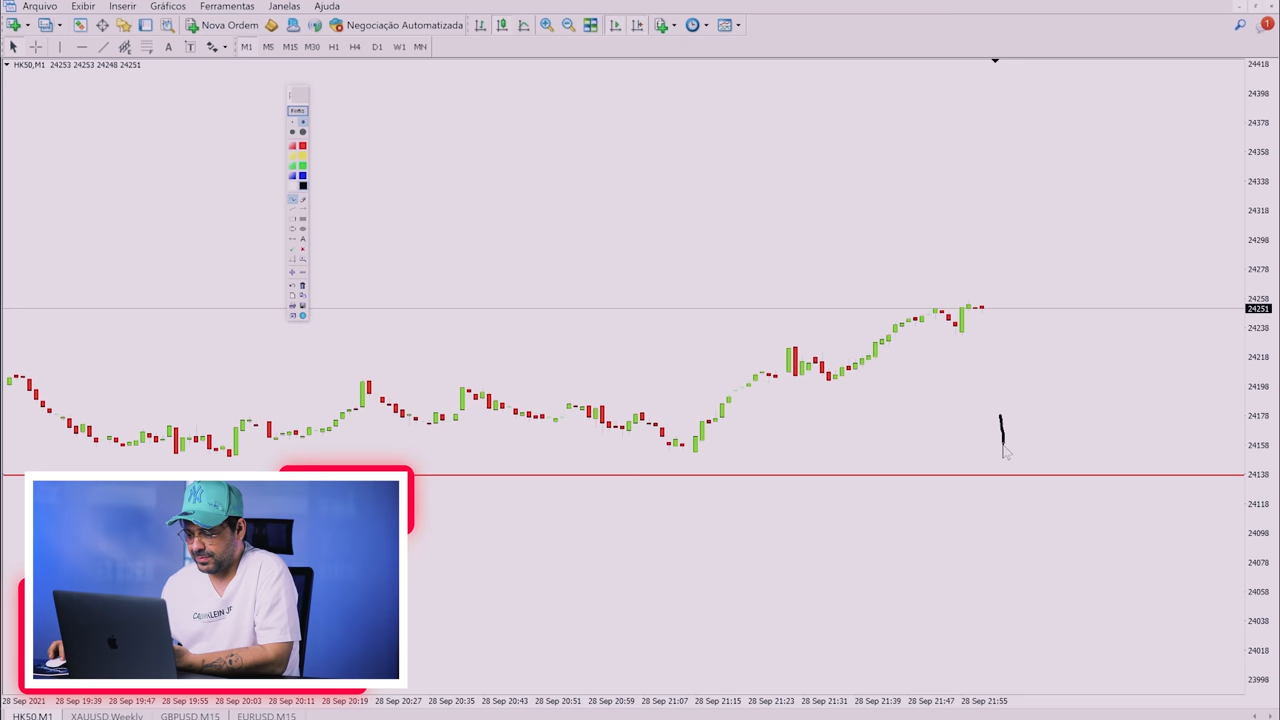 Arquivo Exibir Inserir Gráficos Ferramentas Janelas Ajuda
Nova Ordem Negociação Automatizada 1
A T M1 M5 M15 M30 H1 H4 D1 W1 MN
HK50,M1 24253 24253 24248 24251
24418
24398
24378
24358
24338
24318
24298
24278
24258
24251
24238
24218
24198
24178
24158
24138
24118
24098
24078
24058
24038
24018
23998
NY
CALVIN KLEIN
28 Sep 2021 28 Sep 19:39 28 Sep 19:47 28 Sep 19:55 28 Sep 20:03 28 Sep 20:11 28 Sep 20:19 28 Sep 20:27 28 Sep 20:35 28 Sep 20:43 28 Sep 20:51 28 Sep 20:59 28 Sep 21:07 28 Sep 21:15 28 Sep 21:23 28 Sep 21:31 28 Sep 21:39 28 Sep 21:47 28 Sep 21:55
HK50,M1 XAUUSD Weekly GBPUSD M15 EURUSD M15